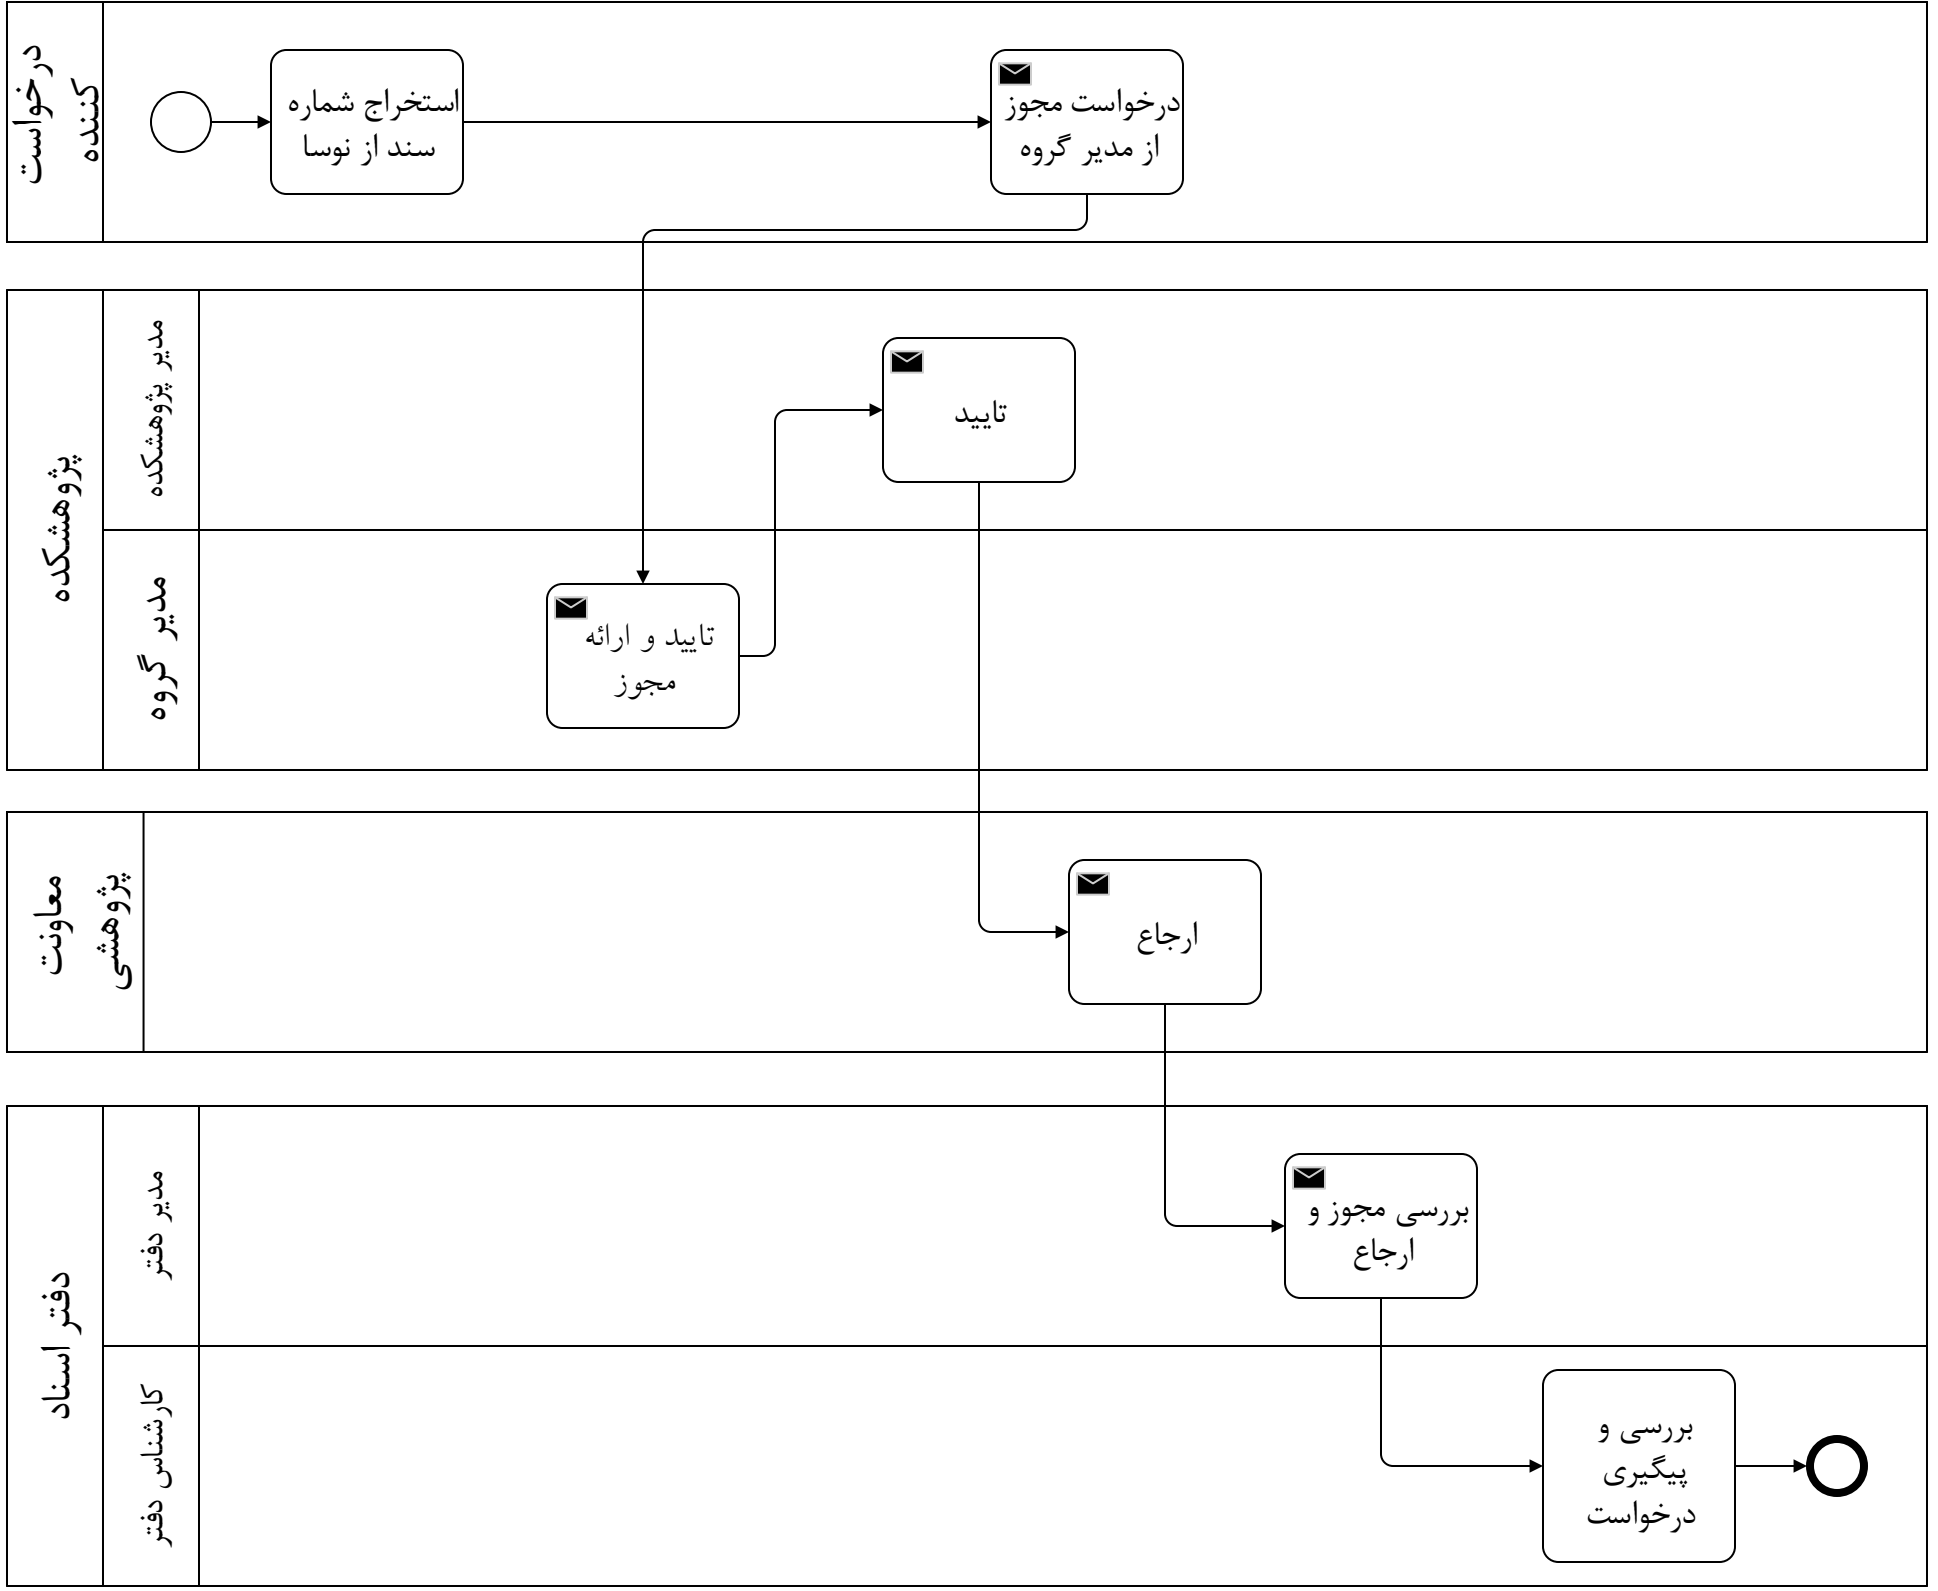 درخواست
کننده
استخراج شماره
سند از نوسا
درخواست مجوز
از مدیر گروه
پژوهشکده
مدیر پژوهشکده
تایید
مدیر گروه
تایید و ارائه
مجوز
معاونت
پژوهشی
ارجاع
دفتر اسناد
مدیر دفتر
بررسی مجوز و
ارجاع
کارشناس دفتر
بررسی و
پیگیری
درخواست